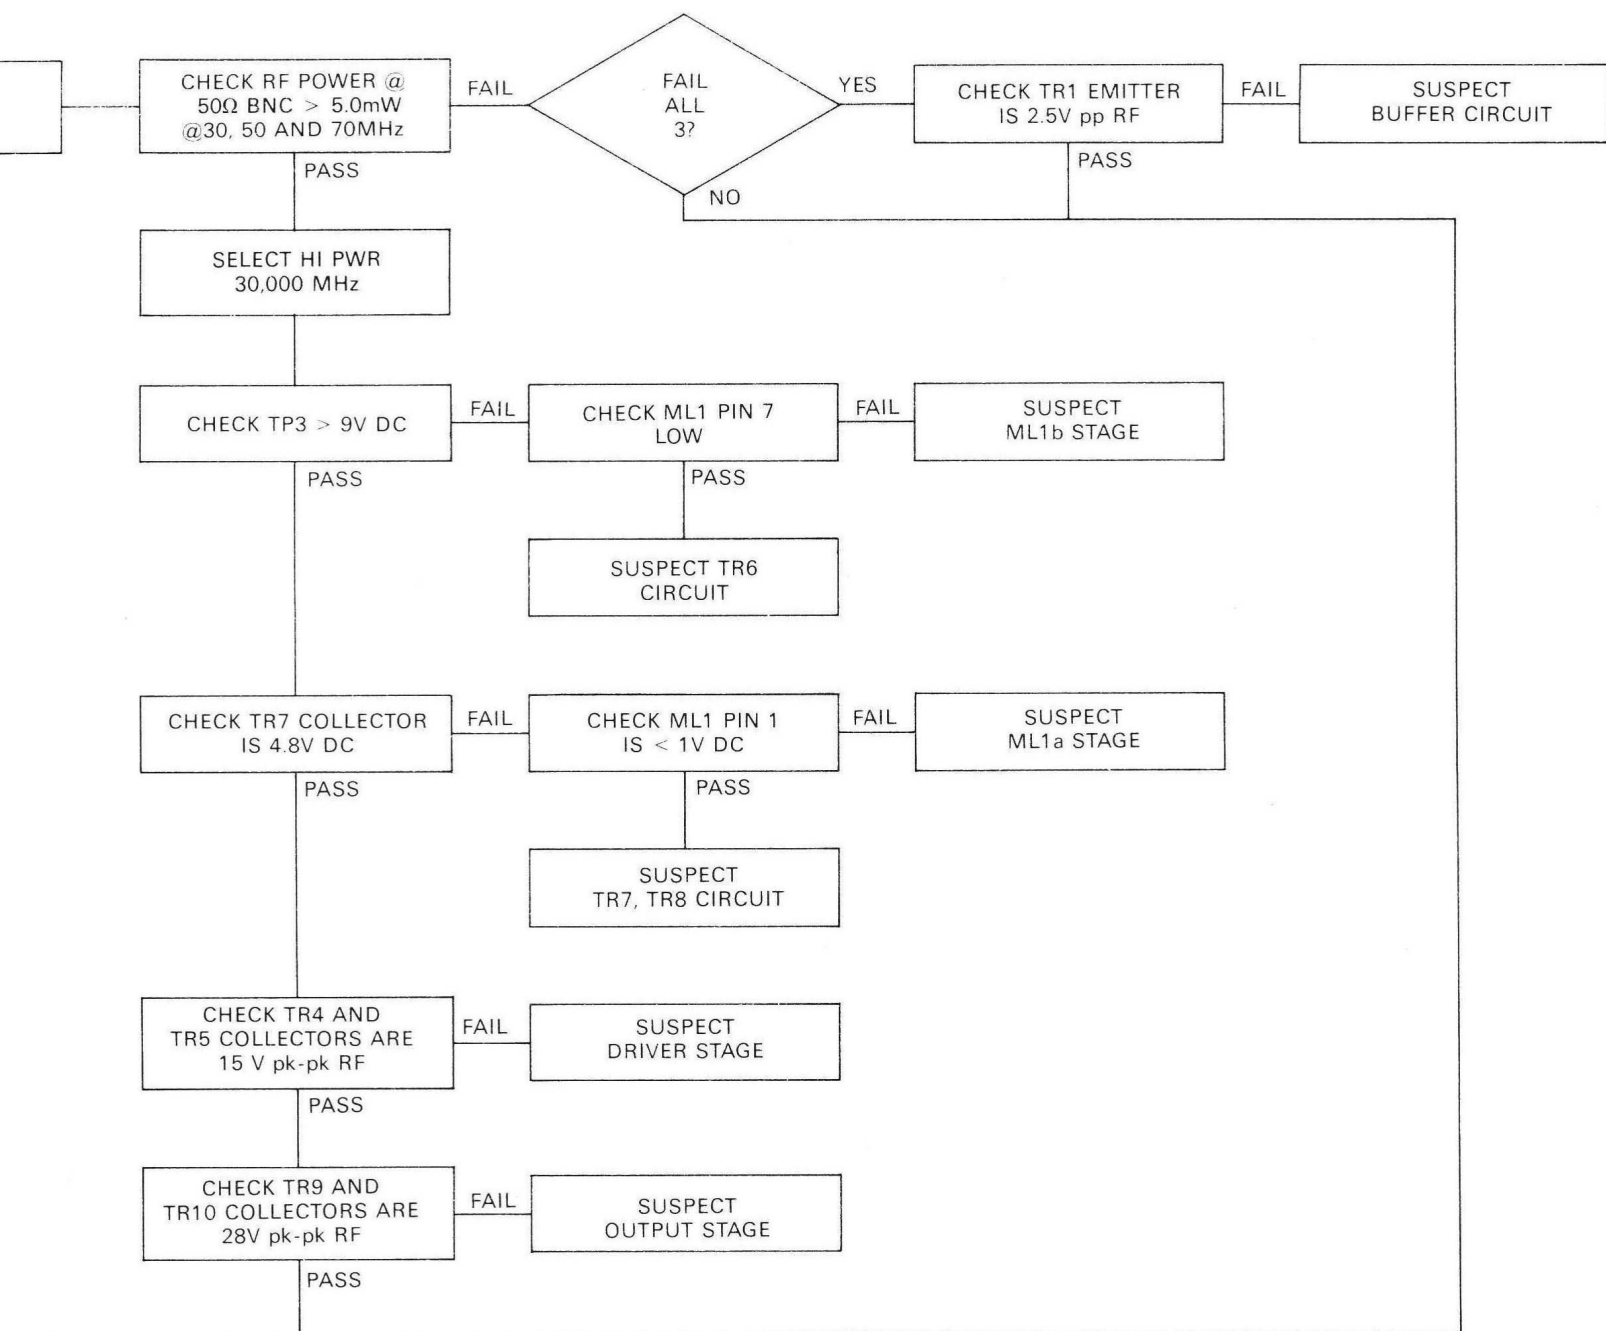 CHECK RF POWER @
50Ω BNC > 5.0mW
@30, 50 AND 70MHz
FAIL
FAIL
ALL
3?
YES
CHECK TR1 EMITTER
IS 2.5V pp RF
FAIL
SUSPECT
BUFFER CIRCUIT
PASS
NO
PASS
SELECT HI PWR
30,000 MHz
CHECK TP3 > 9V DC
FAIL
CHECK ML1 PIN 7
LOW
FAIL
SUSPECT
ML1b STAGE
PASS
PASS
SUSPECT TR6
CIRCUIT
CHECK TR7 COLLECTOR
IS 4.8V DC
FAIL
CHECK ML1 PIN 1
IS < 1V DC
FAIL
SUSPECT
ML1a STAGE
PASS
PASS
SUSPECT
TR7, TR8 CIRCUIT
CHECK TR4 AND
TR5 COLLECTORS ARE
15 V pk-pk RF
FAIL
SUSPECT
DRIVER STAGE
PASS
CHECK TR9 AND
TR10 COLLECTORS ARE
28V pk-pk RF
FAIL
SUSPECT
OUTPUT STAGE
PASS